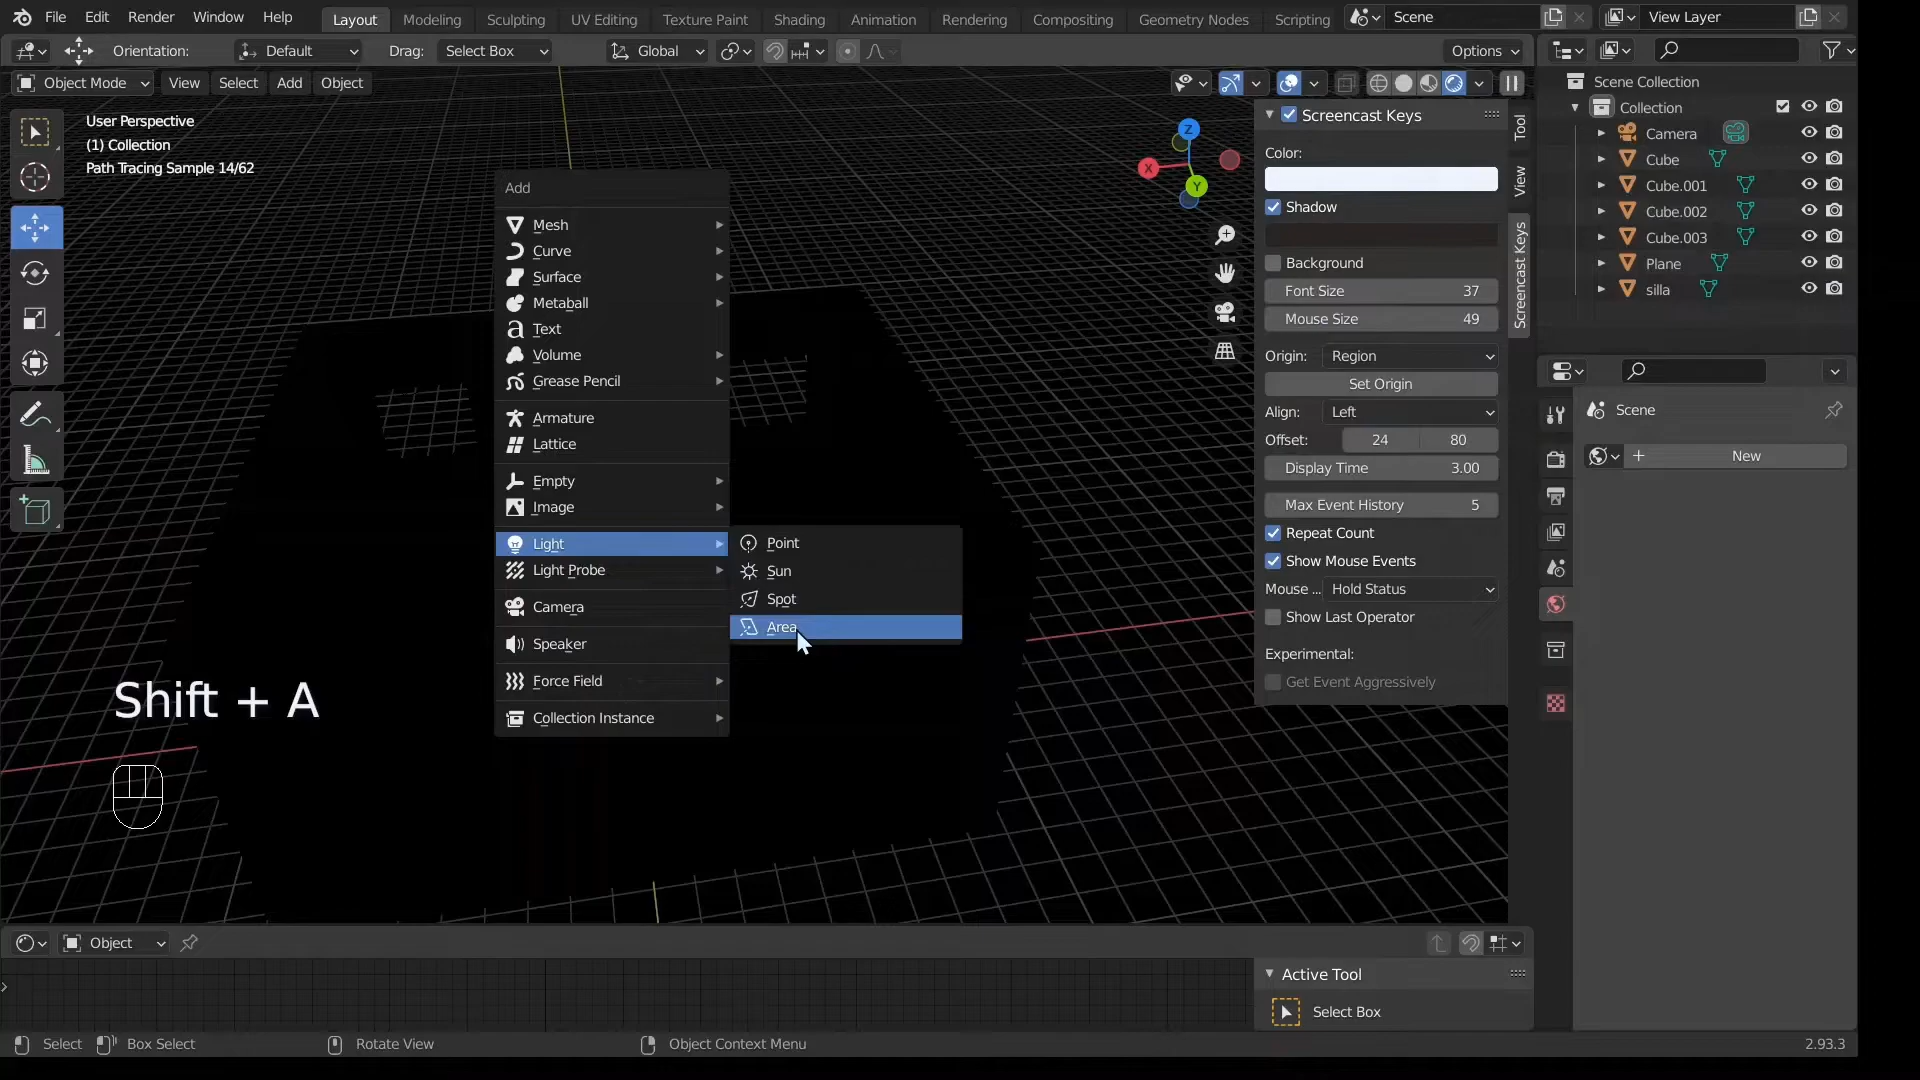 File Edit Render Window Help Layout Modeling Sculpting UV Editing Texture Paint Shading Animation Rendering Compositing Geometry Nodes Scripting Scene View Layer
Orientation: Default Drag: Select Box Global Options
Object Mode View Select Add Object
User Perspective
(1) Collection
Path Tracing Sample 14/62
Add
Mesh
Curve
Surface
Metaball
Text
Volume
Grease Pencil
Armature
Lattice
Empty
Image
Light
Light Probe
Camera
Speaker
Force Field
Collection Instance
Point
Sun
Spot
Area
Shift + A
Z
X
Y
Screencast Keys
Color:
Shadow
Background
Font Size 37
Mouse Size 49
Origin: Region
Set Origin
Align: Left
Offset: 24 80
Display Time 3.00
Max Event History 5
Repeat Count
Show Mouse Events
Mouse ... Hold Status
Show Last Operator
Experimental:
Get Event Aggressively
Tool
View
Screencast Keys
Scene Collection
Collection
Camera
Cube
Cube.001
Cube.002
Cube.003
Plane
silla
Scene
+ New
Object
Active Tool
Select Box
Select Box Select Rotate View Object Context Menu 2.93.3